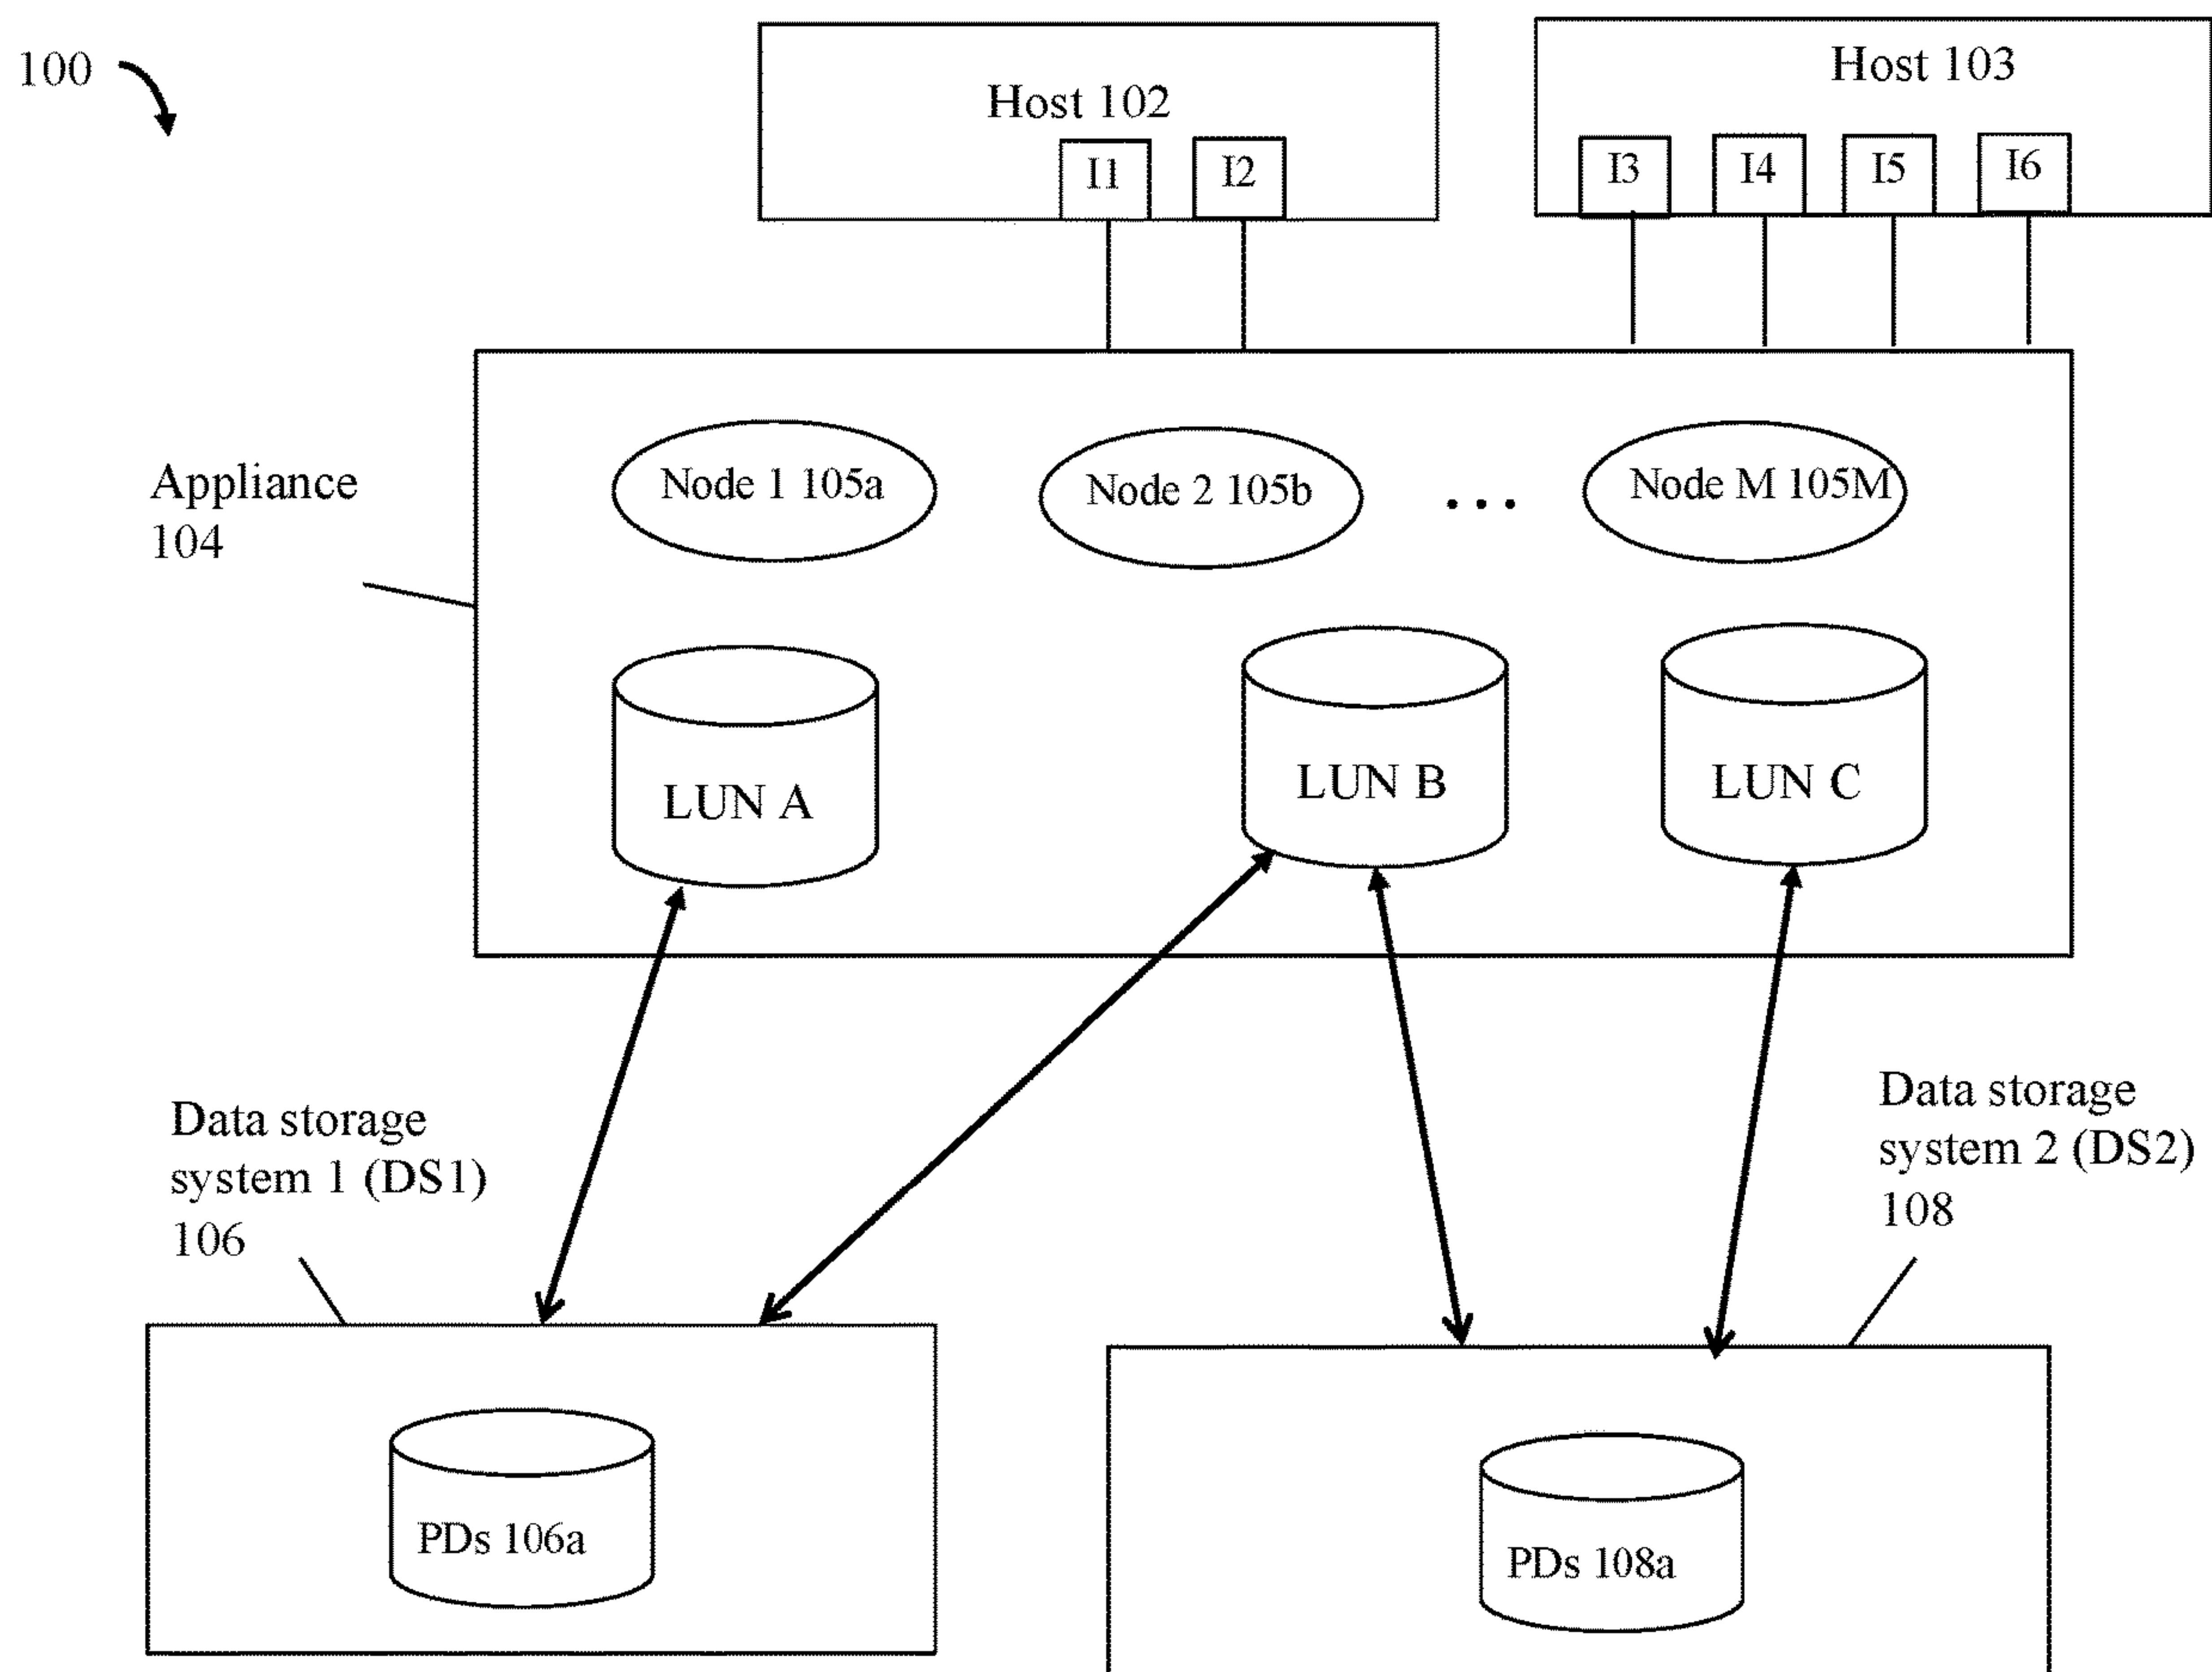 100
Host 102
Host 103
I1
I2
I3
I4
I5
I6
Appliance
104
Node 1 105a
Node 2 105b
...
Node M 105M
LUN A
LUN B
LUN C
Data storage
system 1 (DS1)
106
Data storage
system 2 (DS2)
108
PDs 106a
PDs 108a